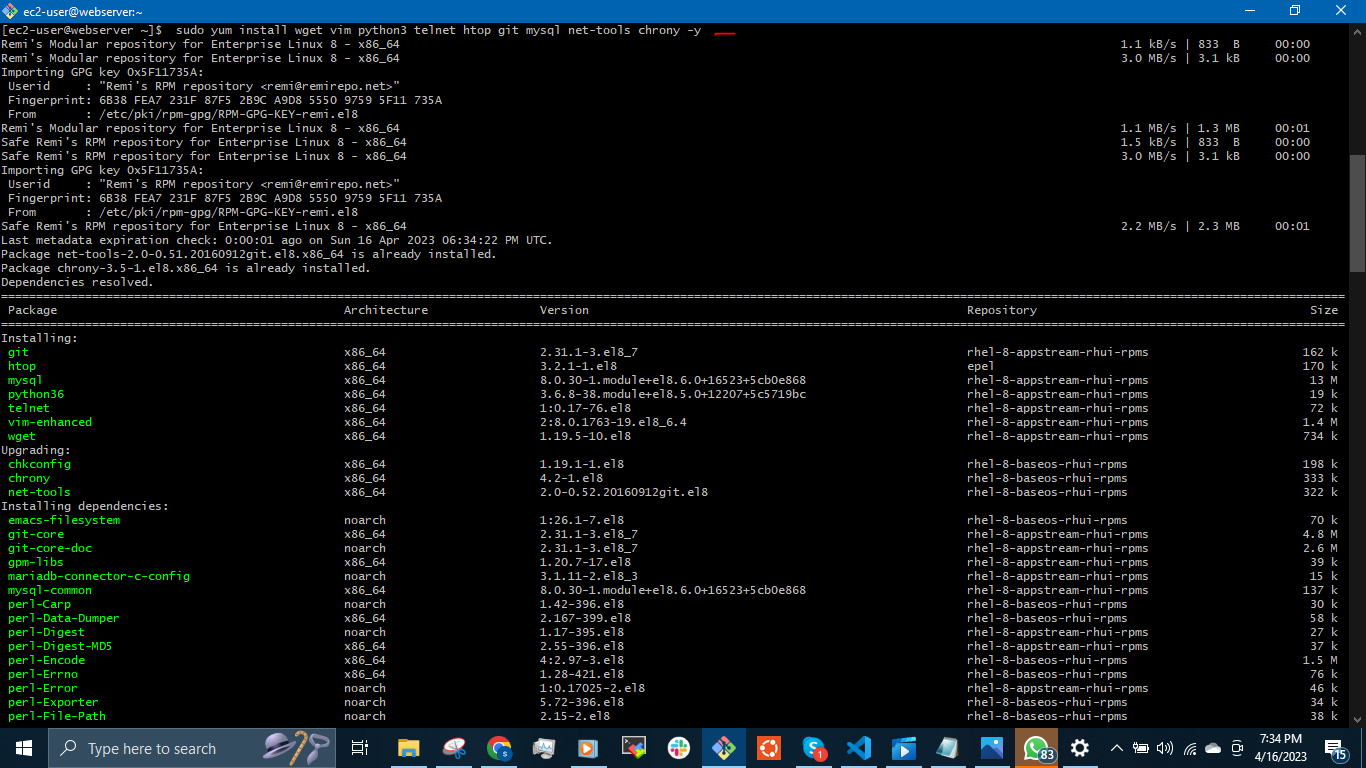 ec2-user@webserver:~
[ec2-user@webserver ~]$  sudo yum install wget vim python3 telnet htop git mysql net-tools chrony -y
Remi's Modular repository for Enterprise Linux 8 - x86_64 1.1 kB/s | 833  B 00:00
Remi's Modular repository for Enterprise Linux 8 - x86_64 3.0 MB/s | 3.1 kB 00:00
Importing GPG key 0x5F11735A:
 Userid     : "Remi's RPM repository <remi@remirepo.net>"
 Fingerprint: 6B38 FEA7 231F 87F5 2B9C A9D8 5550 9759 5F11 735A
 From       : /etc/pki/rpm-gpg/RPM-GPG-KEY-remi.el8
Remi's Modular repository for Enterprise Linux 8 - x86_64 1.1 MB/s | 1.3 MB 00:01
Safe Remi's RPM repository for Enterprise Linux 8 - x86_64 1.5 kB/s | 833  B 00:00
Safe Remi's RPM repository for Enterprise Linux 8 - x86_64 3.0 MB/s | 3.1 kB 00:00
Importing GPG key 0x5F11735A:
 Userid     : "Remi's RPM repository <remi@remirepo.net>"
 Fingerprint: 6B38 FEA7 231F 87F5 2B9C A9D8 5550 9759 5F11 735A
 From       : /etc/pki/rpm-gpg/RPM-GPG-KEY-remi.el8
Safe Remi's RPM repository for Enterprise Linux 8 - x86_64 2.2 MB/s | 2.3 MB 00:01
Last metadata expiration check: 0:00:01 ago on Sun 16 Apr 2023 06:34:22 PM UTC.
Package net-tools-2.0-0.51.20160912git.el8.x86_64 is already installed.
Package chrony-3.5-1.el8.x86_64 is already installed.
Dependencies resolved.
Package Architecture Version Repository Size
Installing:
git x86_64 2.31.1-3.el8_7 rhel-8-appstream-rhui-rpms 162 k
htop x86_64 3.2.1-1.el8 epel 170 k
mysql x86_64 8.0.30-1.module+el8.6.0+16523+5cb0e868 rhel-8-appstream-rhui-rpms 13 M
python36 x86_64 3.6.8-38.module+el8.5.0+12207+5c5719bc rhel-8-appstream-rhui-rpms 19 k
telnet x86_64 1:0.17-76.el8 rhel-8-appstream-rhui-rpms 72 k
vim-enhanced x86_64 2:8.0.1763-19.el8_6.4 rhel-8-appstream-rhui-rpms 1.4 M
wget x86_64 1.19.5-10.el8 rhel-8-appstream-rhui-rpms 734 k
Upgrading:
chkconfig x86_64 1.19.1-1.el8 rhel-8-baseos-rhui-rpms 198 k
chrony x86_64 4.2-1.el8 rhel-8-baseos-rhui-rpms 333 k
net-tools x86_64 2.0-0.52.20160912git.el8 rhel-8-baseos-rhui-rpms 322 k
Installing dependencies:
emacs-filesystem noarch 1:26.1-7.el8 rhel-8-baseos-rhui-rpms 70 k
git-core x86_64 2.31.1-3.el8_7 rhel-8-appstream-rhui-rpms 4.8 M
git-core-doc noarch 2.31.1-3.el8_7 rhel-8-appstream-rhui-rpms 2.6 M
gpm-libs x86_64 1.20.7-17.el8 rhel-8-appstream-rhui-rpms 39 k
mariadb-connector-c-config noarch 3.1.11-2.el8_3 rhel-8-appstream-rhui-rpms 15 k
mysql-common x86_64 8.0.30-1.module+el8.6.0+16523+5cb0e868 rhel-8-appstream-rhui-rpms 137 k
perl-Carp noarch 1.42-396.el8 rhel-8-baseos-rhui-rpms 30 k
perl-Data-Dumper x86_64 2.167-399.el8 rhel-8-baseos-rhui-rpms 58 k
perl-Digest noarch 1.17-395.el8 rhel-8-appstream-rhui-rpms 27 k
perl-Digest-MD5 x86_64 2.55-396.el8 rhel-8-appstream-rhui-rpms 37 k
perl-Encode x86_64 4:2.97-3.el8 rhel-8-baseos-rhui-rpms 1.5 M
perl-Errno x86_64 1.28-421.el8 rhel-8-baseos-rhui-rpms 76 k
perl-Error noarch 1:0.17025-2.el8 rhel-8-appstream-rhui-rpms 46 k
perl-Exporter noarch 5.72-396.el8 rhel-8-baseos-rhui-rpms 34 k
perl-File-Path noarch 2.15-2.el8 rhel-8-baseos-rhui-rpms 38 k
Type here to search
1
83
7:34 PM
4/16/2023
15